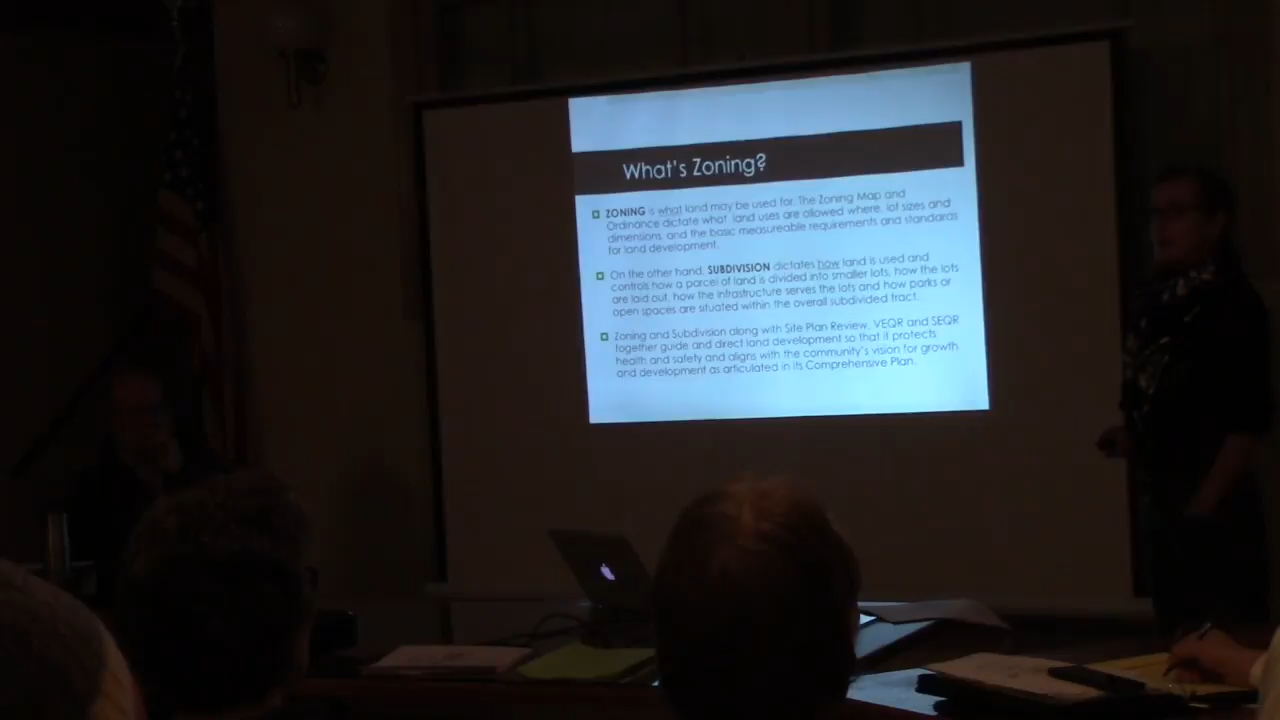 What's Zoning?
ZONING is what land may be used for. The Zoning Map and
Ordinance dictate what land uses are allowed where, lot sizes and
dimensions, and the basic measureable requirements and standards
for land development.
On the other hand, SUBDIVISION dictates how land is used and
controls how a parcel of land is divided into smaller lots, how the lots
are laid out, how the infrastructure serves the lots and how parks or
open spaces are situated within the overall subdivided tract.
Zoning and Subdivision along with Site Plan Review, VEQR and SEQR
together guide and direct land development so that it protects
health and safety and aligns with the community's vision for growth
and development as articulated in its Comprehensive Plan.